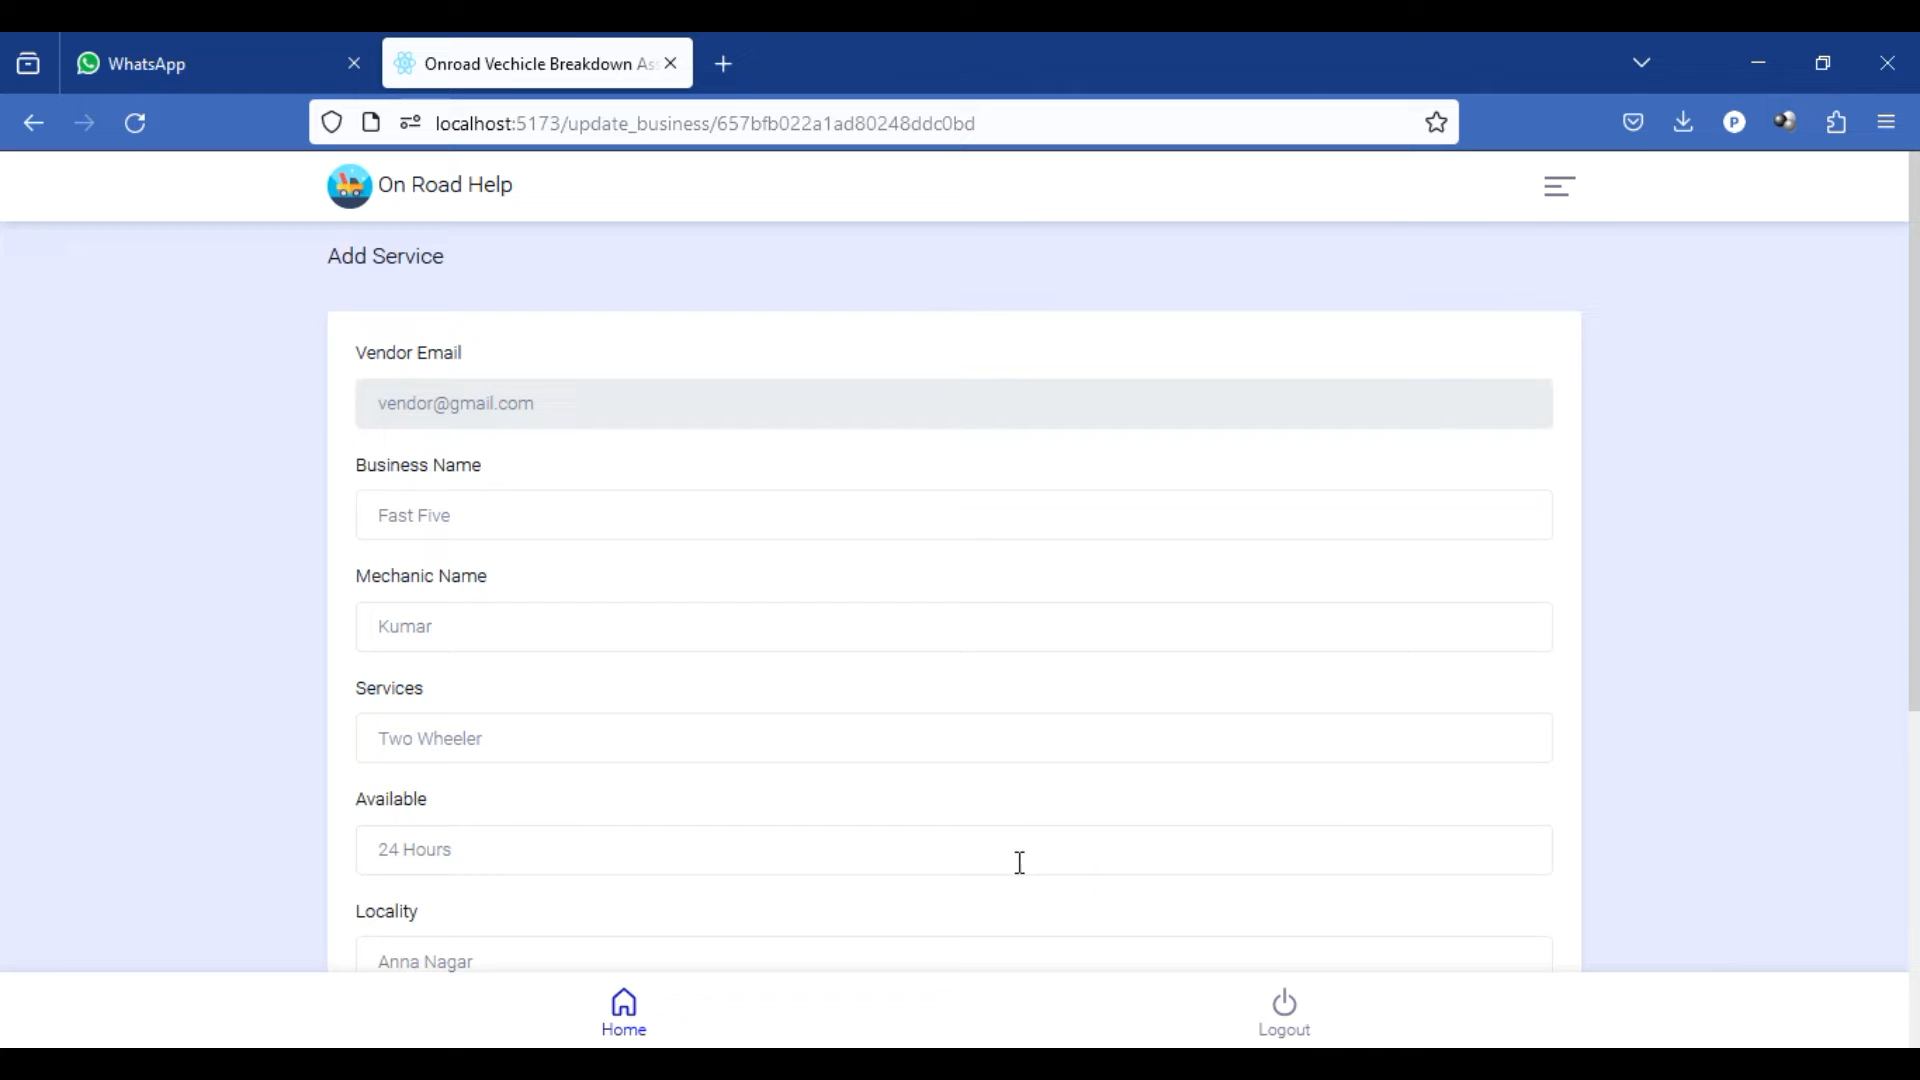 WhatsApp
Onroad Vechicle Breakdown As
localhost:5173/update_business/657bfb022a1ad80248ddc0bd
P
On Road Help
Add Service
Vendor Email
vendor@gmail.com
Business Name
Fast Five
Mechanic Name
Kumar
Services
Two Wheeler
Available
24 Hours
Locality
Anna Nagar
Home
Logout